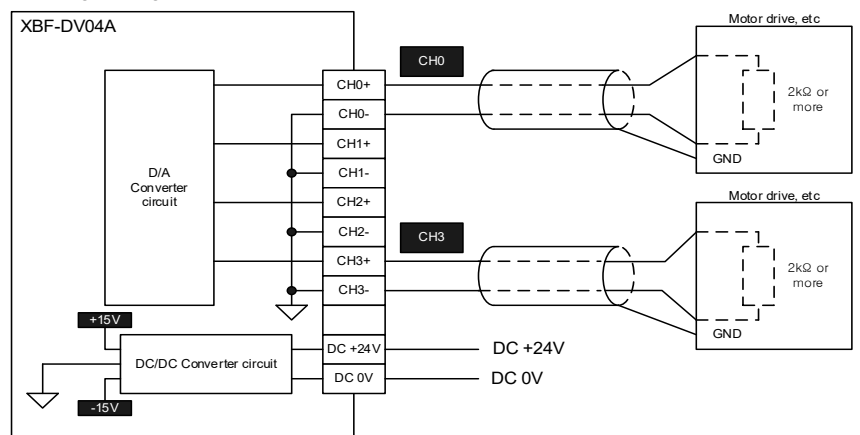 XBF-DV04A
Motor drive, etc
CH0
CH0+
CH0-
CH1+
CH1-
CH2+
CH2-
CH3+
CH3-
D/A
Converter
circuit
2kΩ or
more
GND
Motor drive, etc
CH3
2kΩ or
more
GND
+15V
DC/DC Converter circuit
-15V
DC +24V
DC 0V
DC +24V
DC 0V